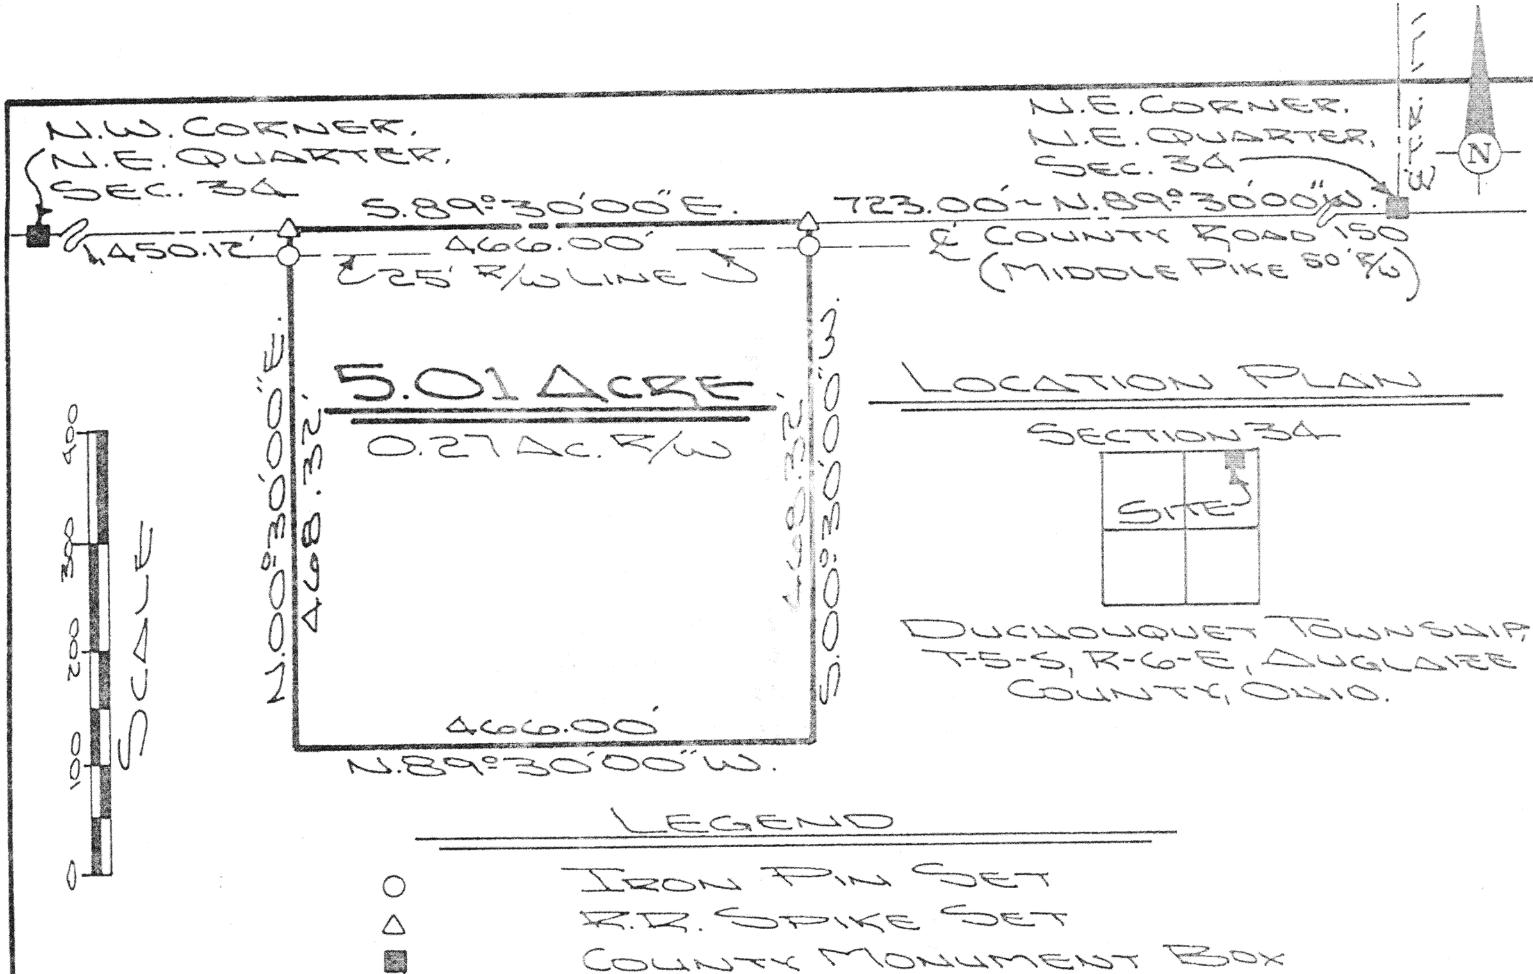 N.W. CORNER,
N.E. QUARTER,
SEC. 34
N.E. CORNER,
N.E. QUARTER,
SEC. 34
N
S.89°30'00"E.
723.00'~N.89°30'00"W.
1,450.12'
466.00'
℄ COUNTY ROAD 150
25' R/W LINE
(MIDDLE PIKE 50' R/W)
N.00°30'00"E.
468.32'
5.01 ACRE
0.27 AC. R/W
468.32'
S.00°30'00"W.
466.00'
N.89°30'00"W.
LOCATION PLAN
SECTION 34
SITE
DUCHOUQUET TOWNSHIP,
T-5-S, R-6-E, AUGLAIZE
COUNTY, OHIO.
400
300
200
100
0
SCALE
LEGEND
IRON PIN SET
R.R. SPIKE SET
COUNTY MONUMENT BOX